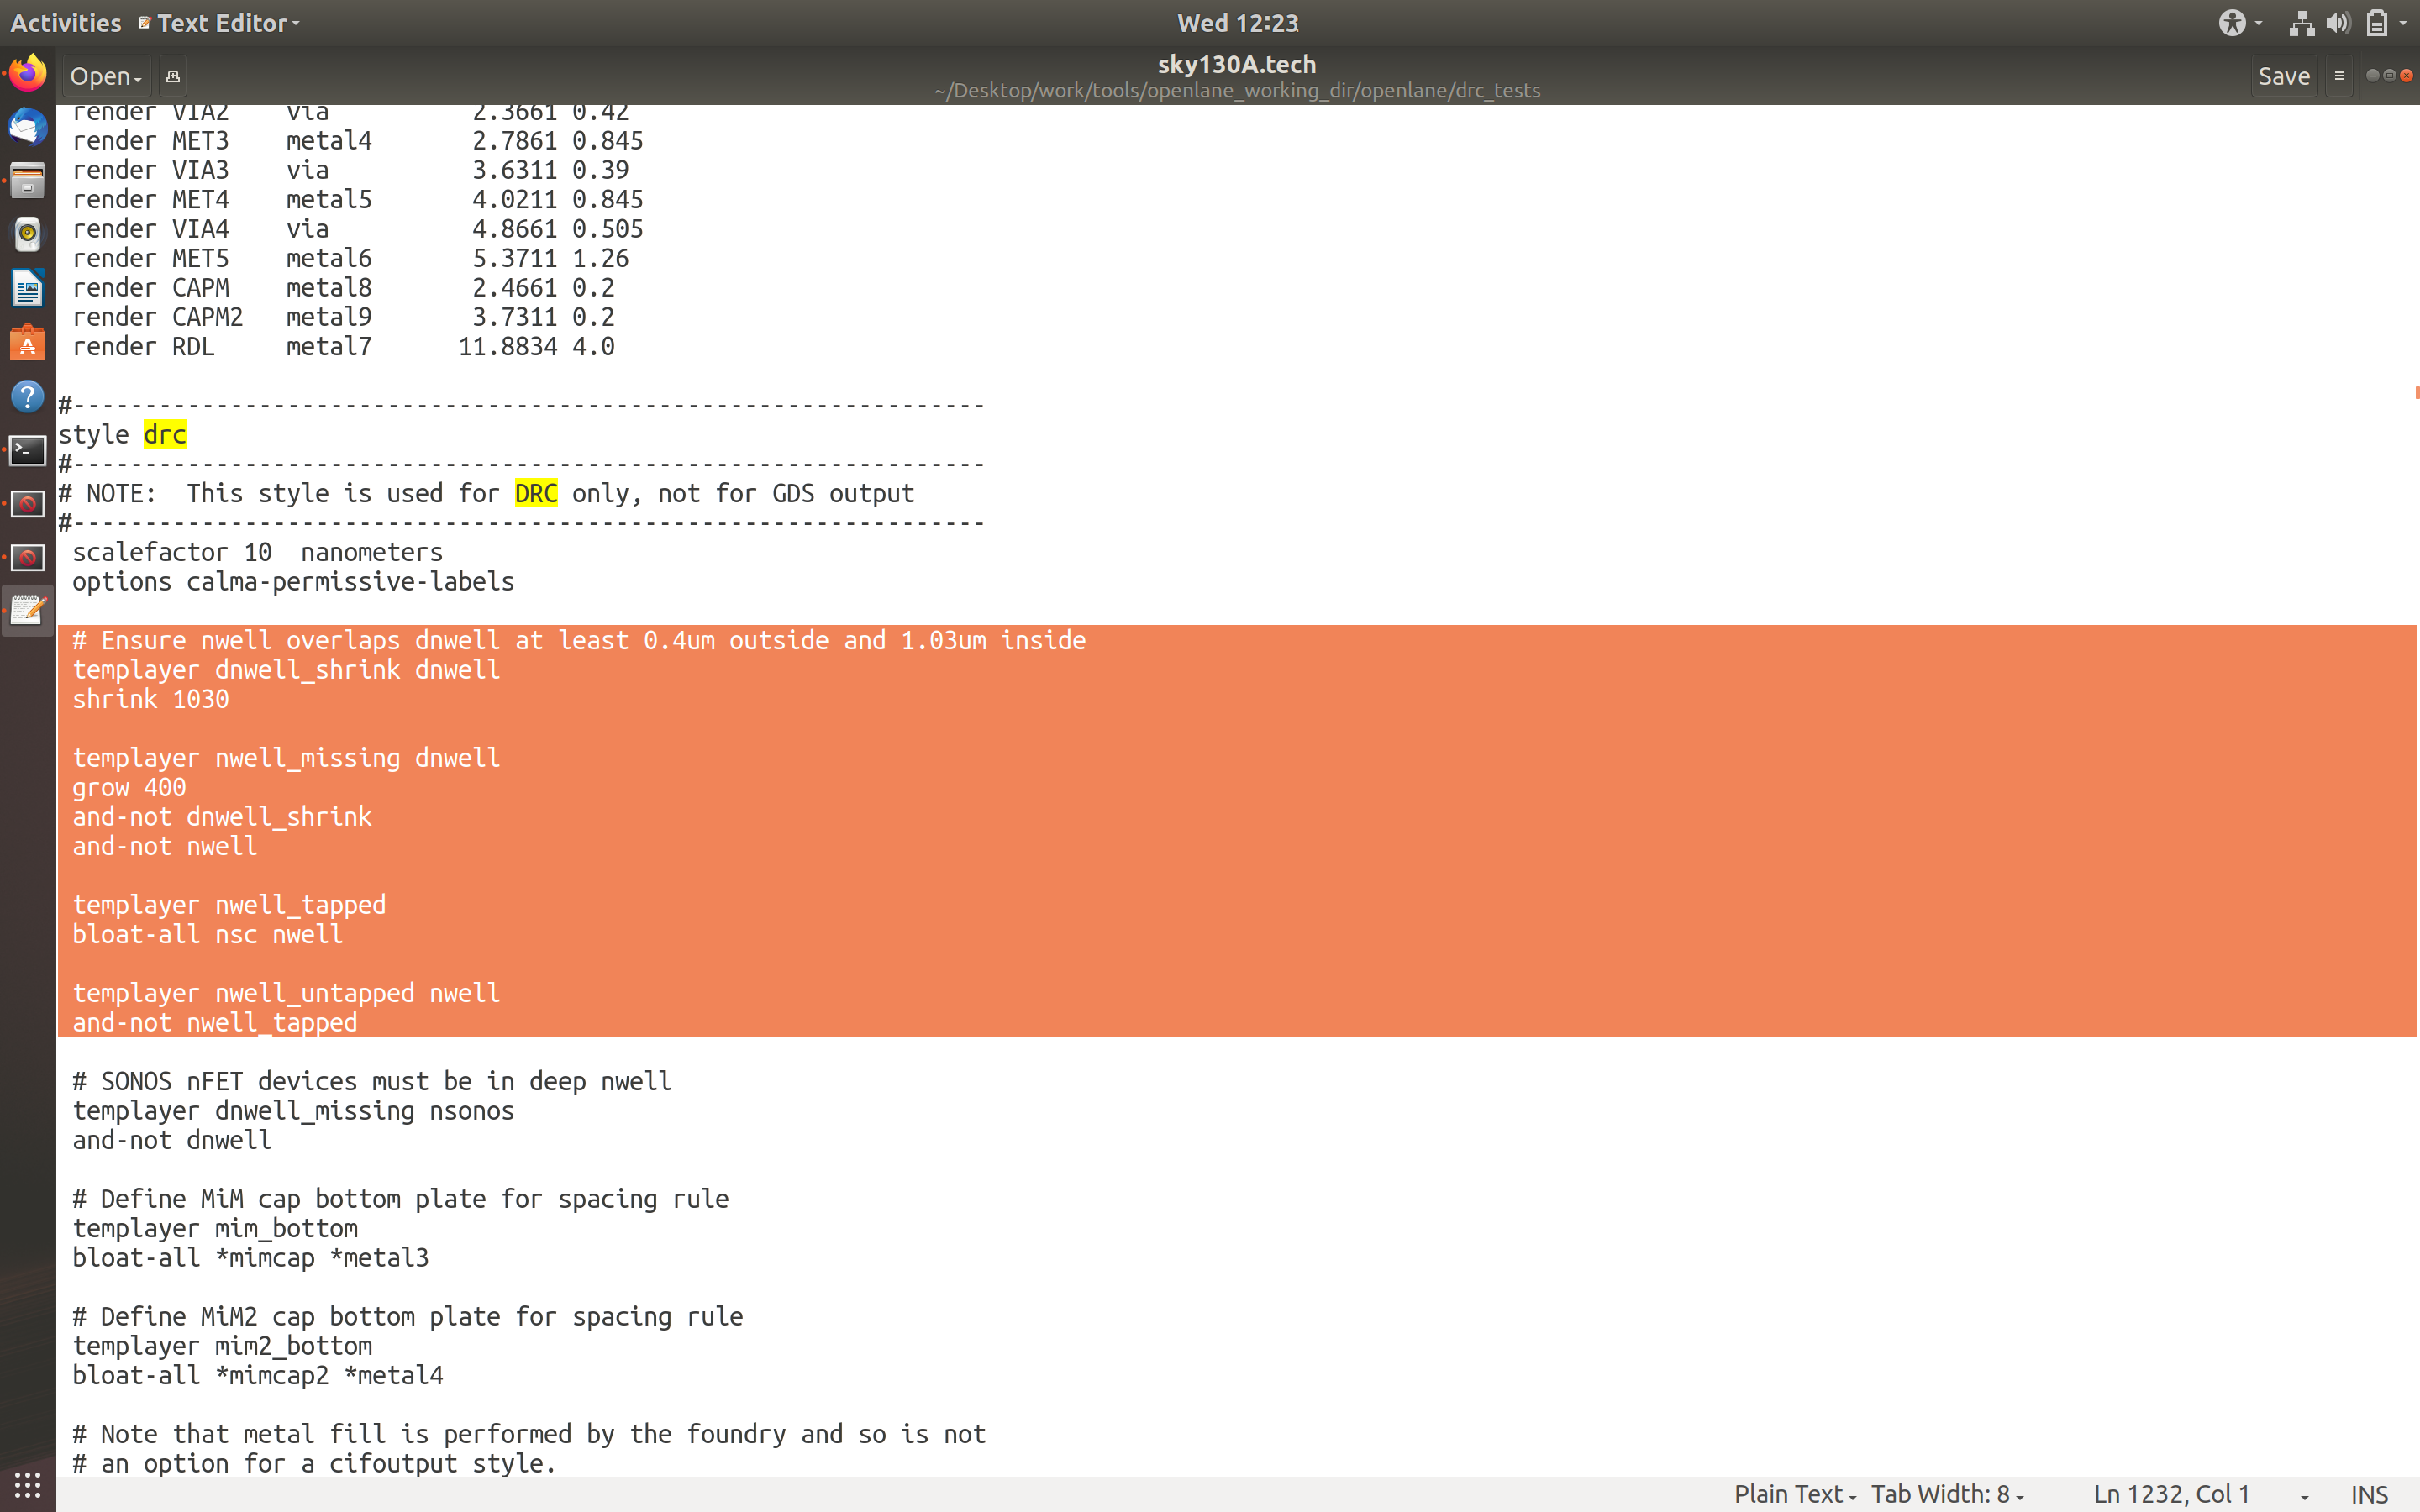 Activities Text Editor Wed 12:23
Open sky130A.tech Save
~/Desktop/work/tools/openlane_working_dir/openlane/drc_tests
render VIA2    via          2.3661 0.42
render MET3    metal4       2.7861 0.845
render VIA3    via          3.6311 0.39
render MET4    metal5       4.0211 0.845
render VIA4    via          4.8661 0.505
render MET5    metal6       5.3711 1.26
render CAPM    metal8       2.4661 0.2
render CAPM2   metal9       3.7311 0.2
render RDL     metal7      11.8834 4.0
#----------------------------------------------------------------
style drc
#----------------------------------------------------------------
# NOTE:  This style is used for DRC only, not for GDS output
#----------------------------------------------------------------
scalefactor 10  nanometers
options calma-permissive-labels
# Ensure nwell overlaps dnwell at least 0.4um outside and 1.03um inside
templayer dnwell_shrink dnwell
shrink 1030
templayer nwell_missing dnwell
grow 400
and-not dnwell_shrink
and-not nwell
templayer nwell_tapped
bloat-all nsc nwell
templayer nwell_untapped nwell
and-not nwell_tapped
# SONOS nFET devices must be in deep nwell
templayer dnwell_missing nsonos
and-not dnwell
# Define MiM cap bottom plate for spacing rule
templayer mim_bottom
bloat-all *mimcap *metal3
# Define MiM2 cap bottom plate for spacing rule
templayer mim2_bottom
bloat-all *mimcap2 *metal4
# Note that metal fill is performed by the foundry and so is not
# an option for a cifoutput style.
Plain Text Tab Width: 8 Ln 1232, Col 1 INS